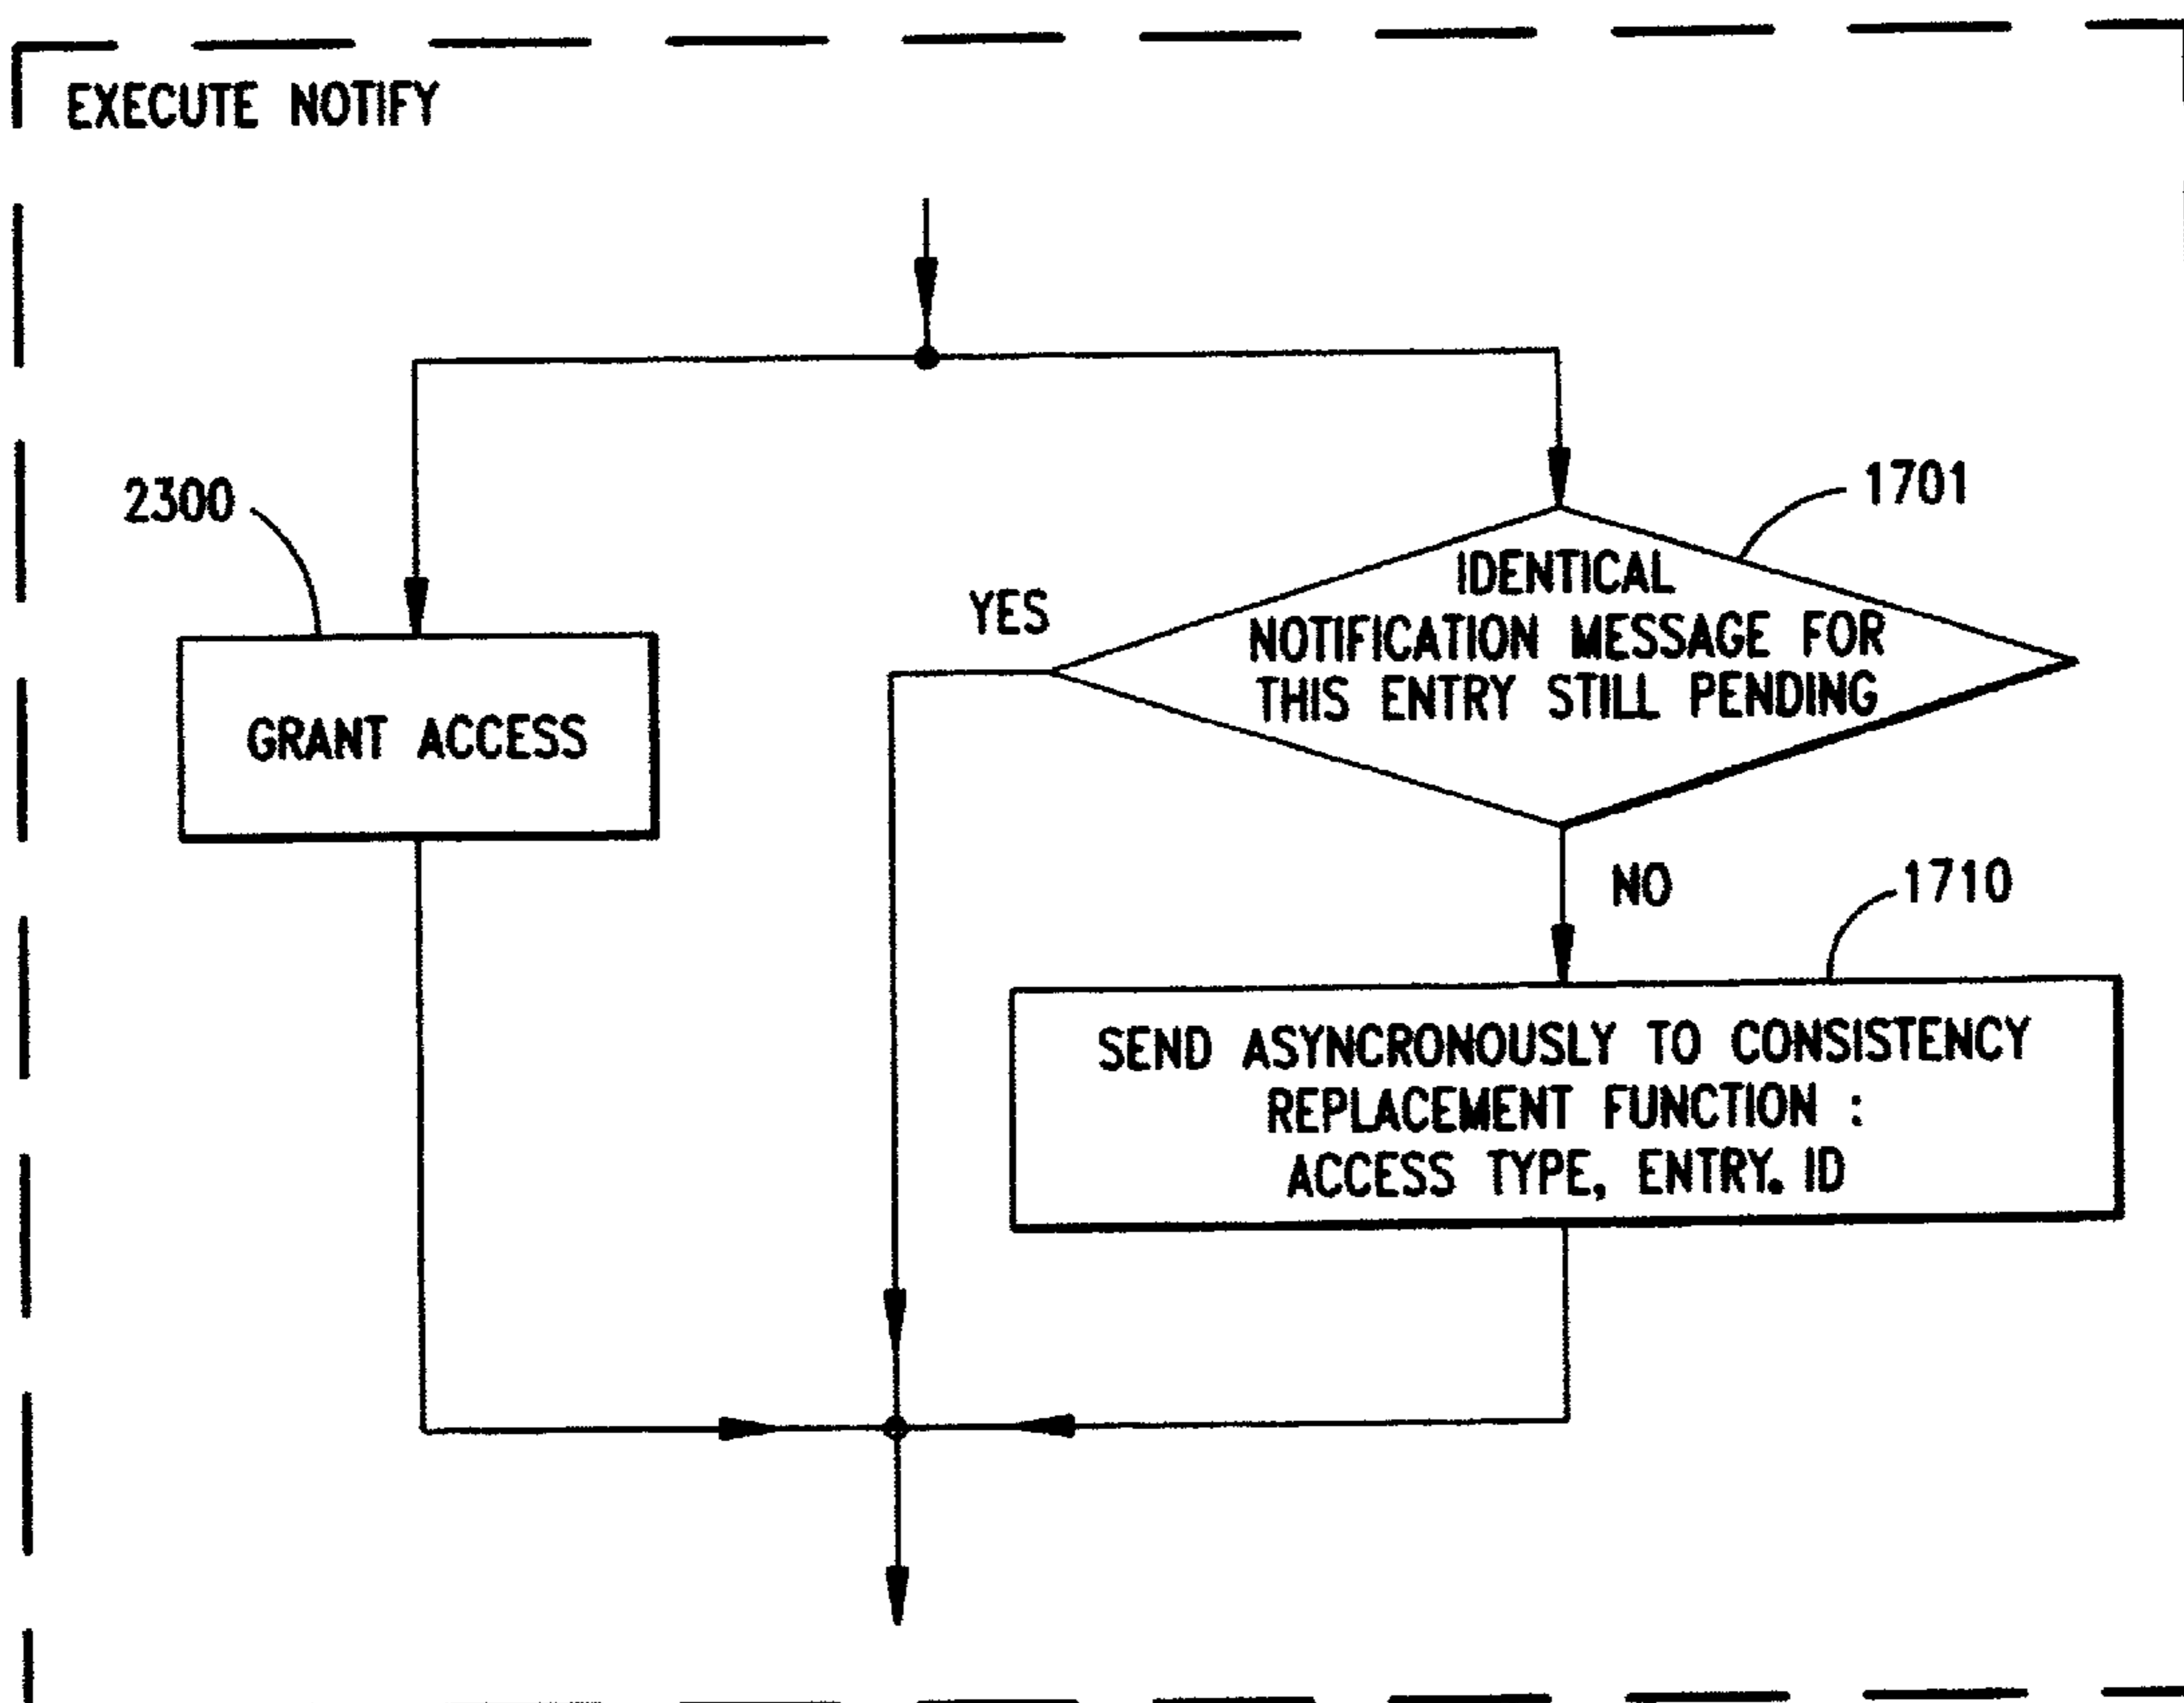 EXECUTE NOTIFY
2300
1701
IDENTICAL
NOTIFICATION MESSAGE FOR
THIS ENTRY STILL PENDING
YES
GRANT ACCESS
NO
1710
SEND ASYNCRONOUSLY TO CONSISTENCY
REPLACEMENT FUNCTION :
ACCESS TYPE, ENTRY. ID